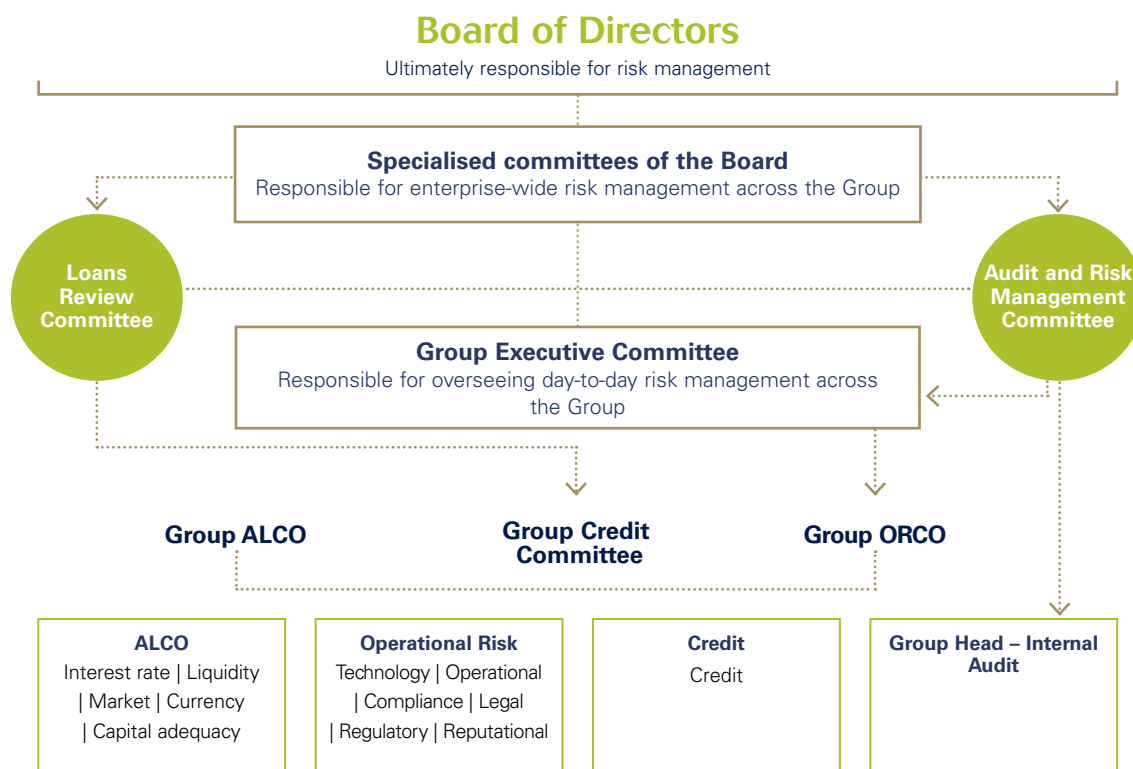 Board of Directors
Ultimately responsible for risk management
Specialised committees of the Board
Responsible for enterprise-wide risk management across the Group
Loans
Review
Committee
Audit and Risk
Management
Committee
Group Executive Committee
Responsible for overseeing day-to-day risk management across
the Group
Group ALCO
Group Credit
Committee
Group ORCO
ALCO
Interest rate | Liquidity
| Market | Currency
| Capital adequacy
Operational Risk
Technology | Operational
| Compliance | Legal
| Regulatory | Reputational
Credit
Credit
Group Head – Internal
Audit